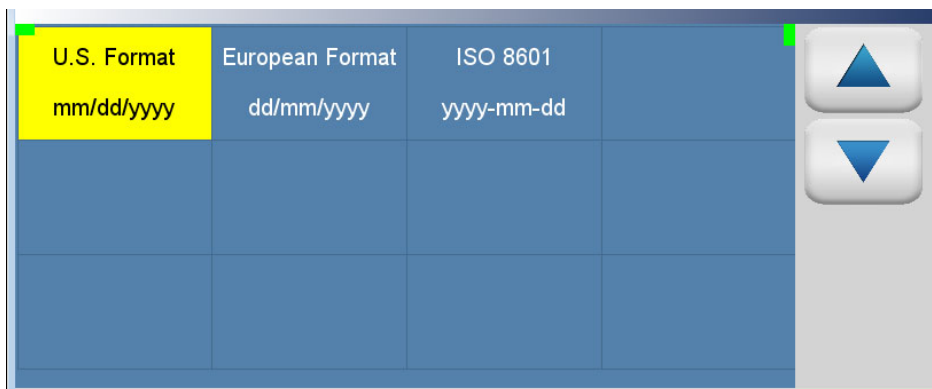 U.S. Format
mm/dd/yyyy
European Format
dd/mm/yyyy
ISO 8601
yyyy-mm-dd